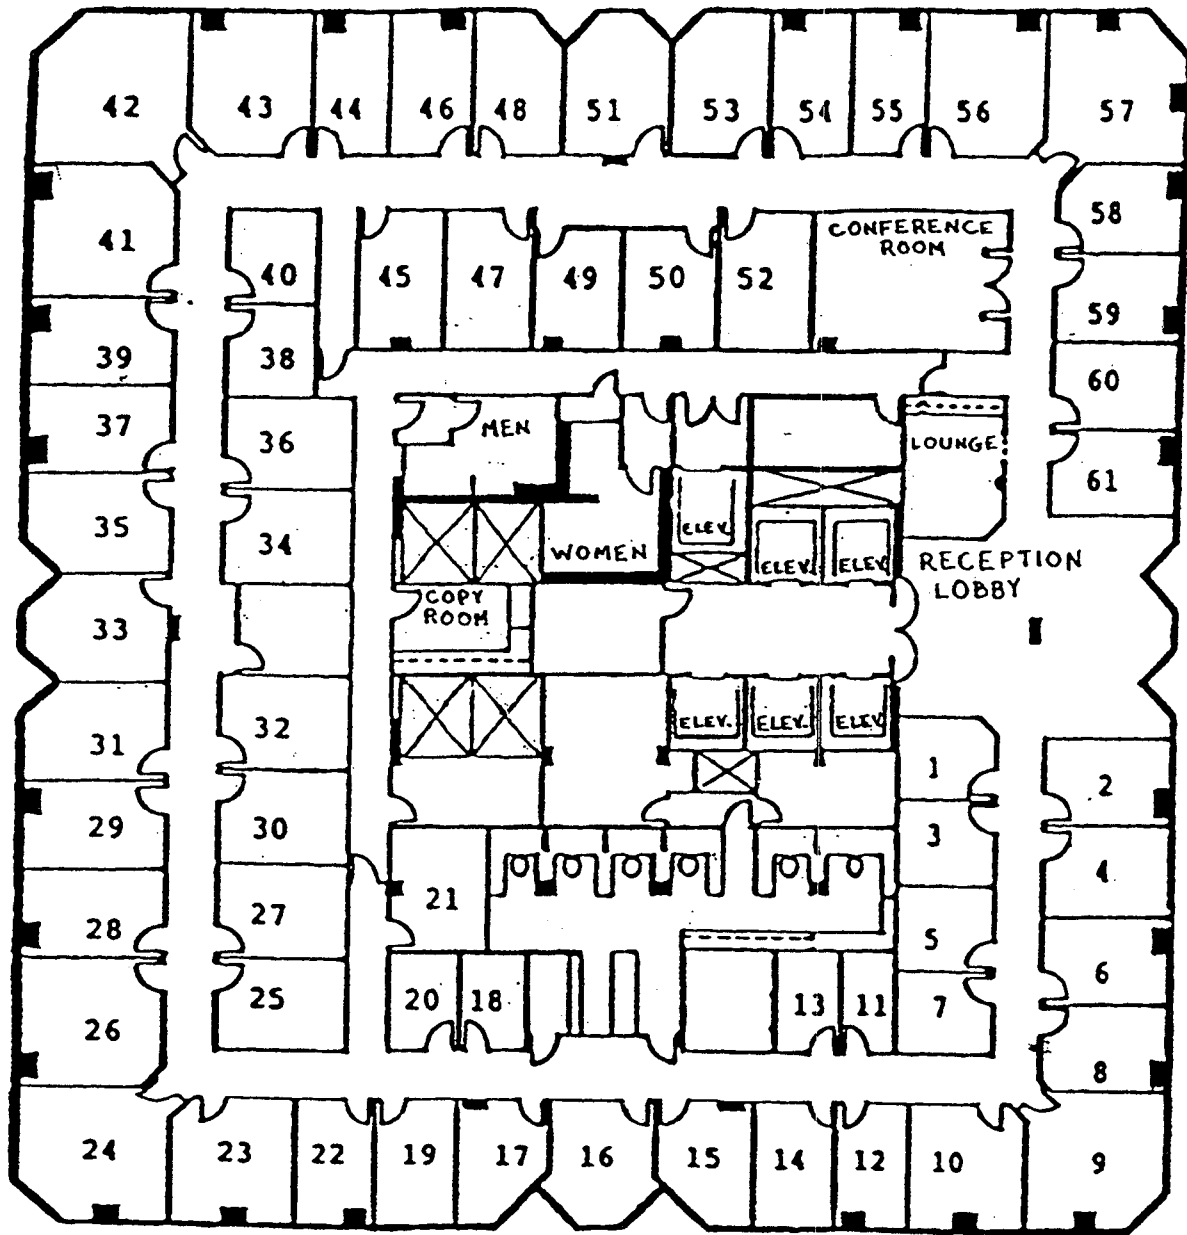 42 43 44 46 48 51 53 54 55 56 57
41 40 45 47 49 50 52 CONFERENCE
ROOM 58
59
39 38 60
37 36 MEN LOUNGE 61
35 34 WOMEN ELEV. ELEV. ELEV. RECEPTION
LOBBY
33 COPY
ROOM
31 32 ELEV. ELEV. ELEV. 1 2
29 30 3 4
28 27 21 5 6
26 25 20 18 13 11 7 8
24 23 22 19 17 16 15 14 12 10 9